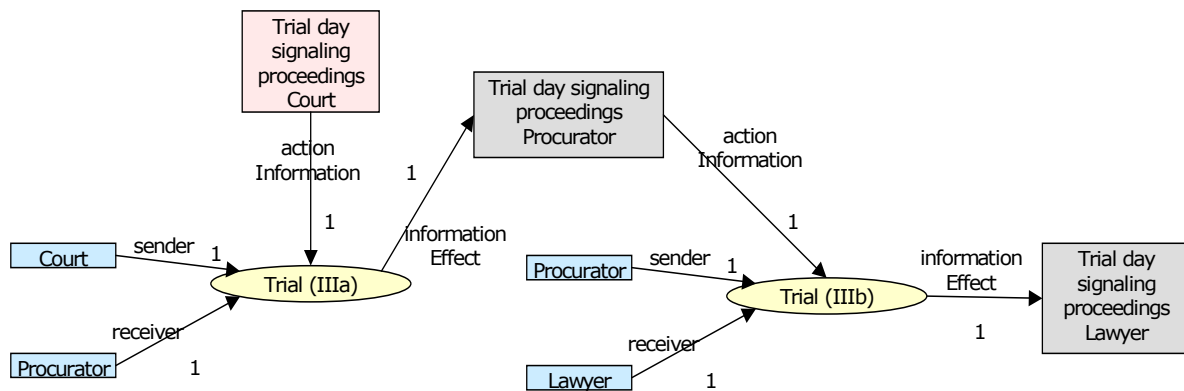 Trial day
signaling
proceedings
Court
action
Information
1
Court
sender
1
Trial (IIIa)
receiver
Procurator
1
information
Effect
1
Trial day signaling
proceedings
Procurator
action
Information
1
Procurator
sender
1
Trial (IIIb)
receiver
Lawyer
1
information
Effect
1
Trial day
signaling
proceedings
Lawyer